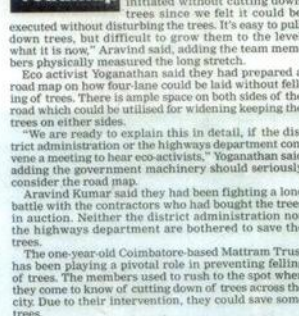 initiated without cutting down
trees since we felt it could be
executed without disturbing the trees. It's easy to pull
down trees, but difficult to grow them to the level
what it is now," Aravind said, adding the team mem
bers physically measured the long stretch.
Eco activist Yoganathan said they had prepared a
road map on how four-lane could be laid without fell
ing of trees. There is ample space on both sides of the
road which could be utilised for widening keeping the
trees on either sides.
"We are ready to explain this in detail, if the dis
trict administration or the highways department con
vene a meeting to hear eco-activists," Yoganathan said
adding the government machinery should seriously
consider the road map.
Aravind Kumar said they had been fighting a long
battle with the contractors who had bought the trees
in auction. Neither the district administration no
the highways department are bothered to save the
trees.
The one-year-old Coimbatore-based Mattram Trus
has been playing a pivotal role in preventing felling
of trees. The members used to rush to the spot when
they come to know of cutting down of trees across the
city. Due to their intervention, they could save som
trees.